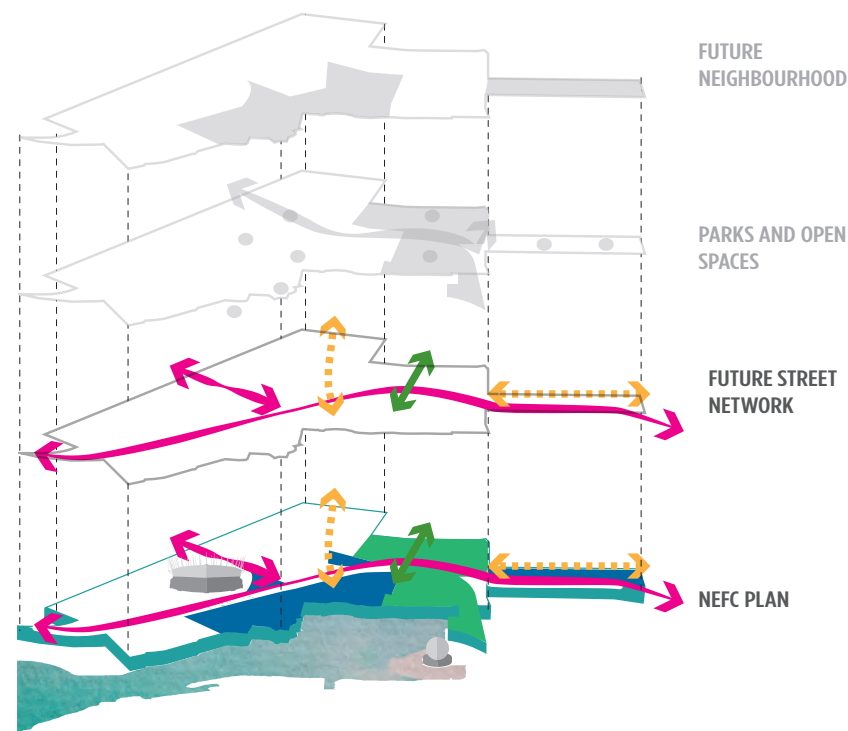 FUTURE
NEIGHBOURHOOD
PARKS AND OPEN
SPACES
FUTURE STREET
NETWORK
NEFC PLAN